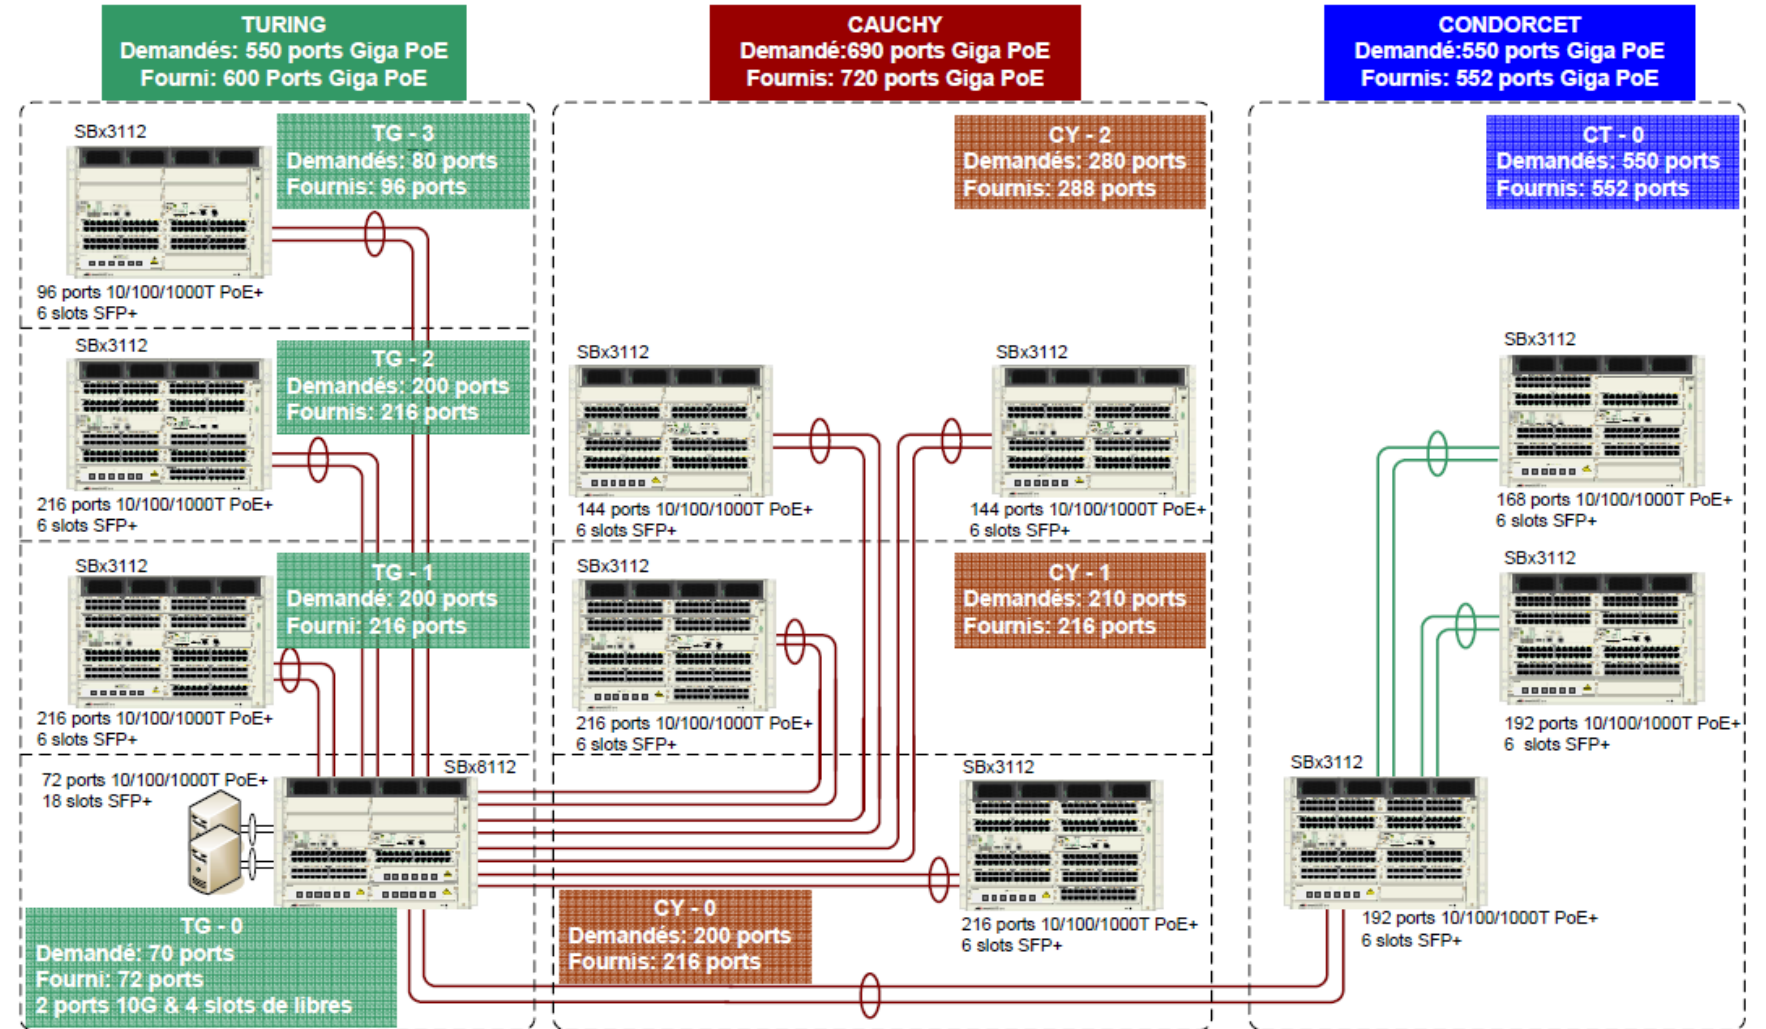 TURING
Demandés: 550 ports Giga PoE
Fourni: 600 Ports Giga PoE
CAUCHY
Demandé:690 ports Giga PoE
Fournis: 720 ports Giga PoE
CONDORCET
Demandé:550 ports Giga PoE
Fournis: 552 ports Giga PoE
SBx3112
TG - 3
Demandés: 80 ports
Fournis: 96 ports
96 ports 10/100/1000T PoE+
6 slots SFP+
SBx3112
TG - 2
Demandés: 200 ports
Fournis: 216 ports
216 ports 10/100/1000T PoE+
6 slots SFP+
SBx3112
TG - 1
Demandé: 200 ports
Fourni: 216 ports
216 ports 10/100/1000T PoE+
6 slots SFP+
72 ports 10/100/1000T PoE+
18 slots SFP+
SBx8112
TG - 0
Demandé: 70 ports
Fourni: 72 ports
2 ports 10G & 4 slots de libres
CY - 2
Demandés: 280 ports
Fournis: 288 ports
SBx3112
144 ports 10/100/1000T PoE+
6 slots SFP+
SBx3112
144 ports 10/100/1000T PoE+
6 slots SFP+
SBx3112
216 ports 10/100/1000T PoE+
6 slots SFP+
CY - 1
Demandés: 210 ports
Fournis: 216 ports
SBx3112
216 ports 10/100/1000T PoE+
6 slots SFP+
CY - 0
Demandés: 200 ports
Fournis: 216 ports
CT - 0
Demandés: 550 ports
Fournis: 552 ports
SBx3112
168 ports 10/100/1000T PoE+
6 slots SFP+
SBx3112
192 ports 10/100/1000T PoE+
6 slots SFP+
SBx3112
192 ports 10/100/1000T PoE+
6 slots SFP+